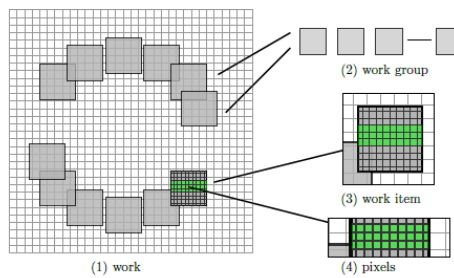 (2) work group
(3) work item
(1) work
(4) pixels